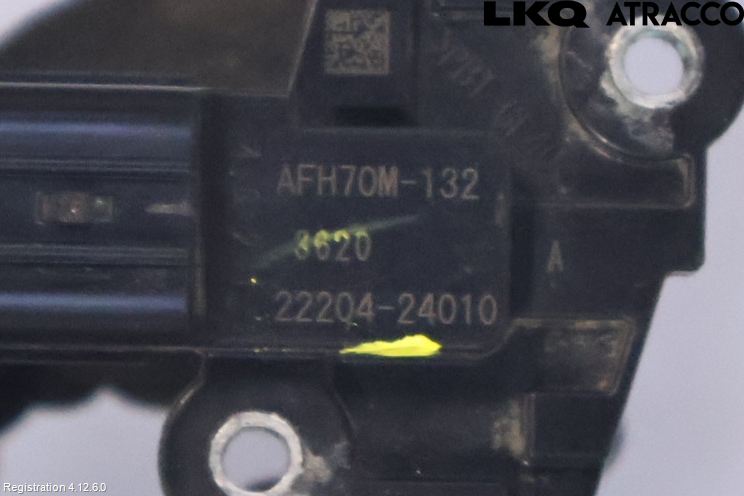 LKQ ATRACCO
AFH70M-132
3620
A
22204-24010
Registration 4.12.6.0